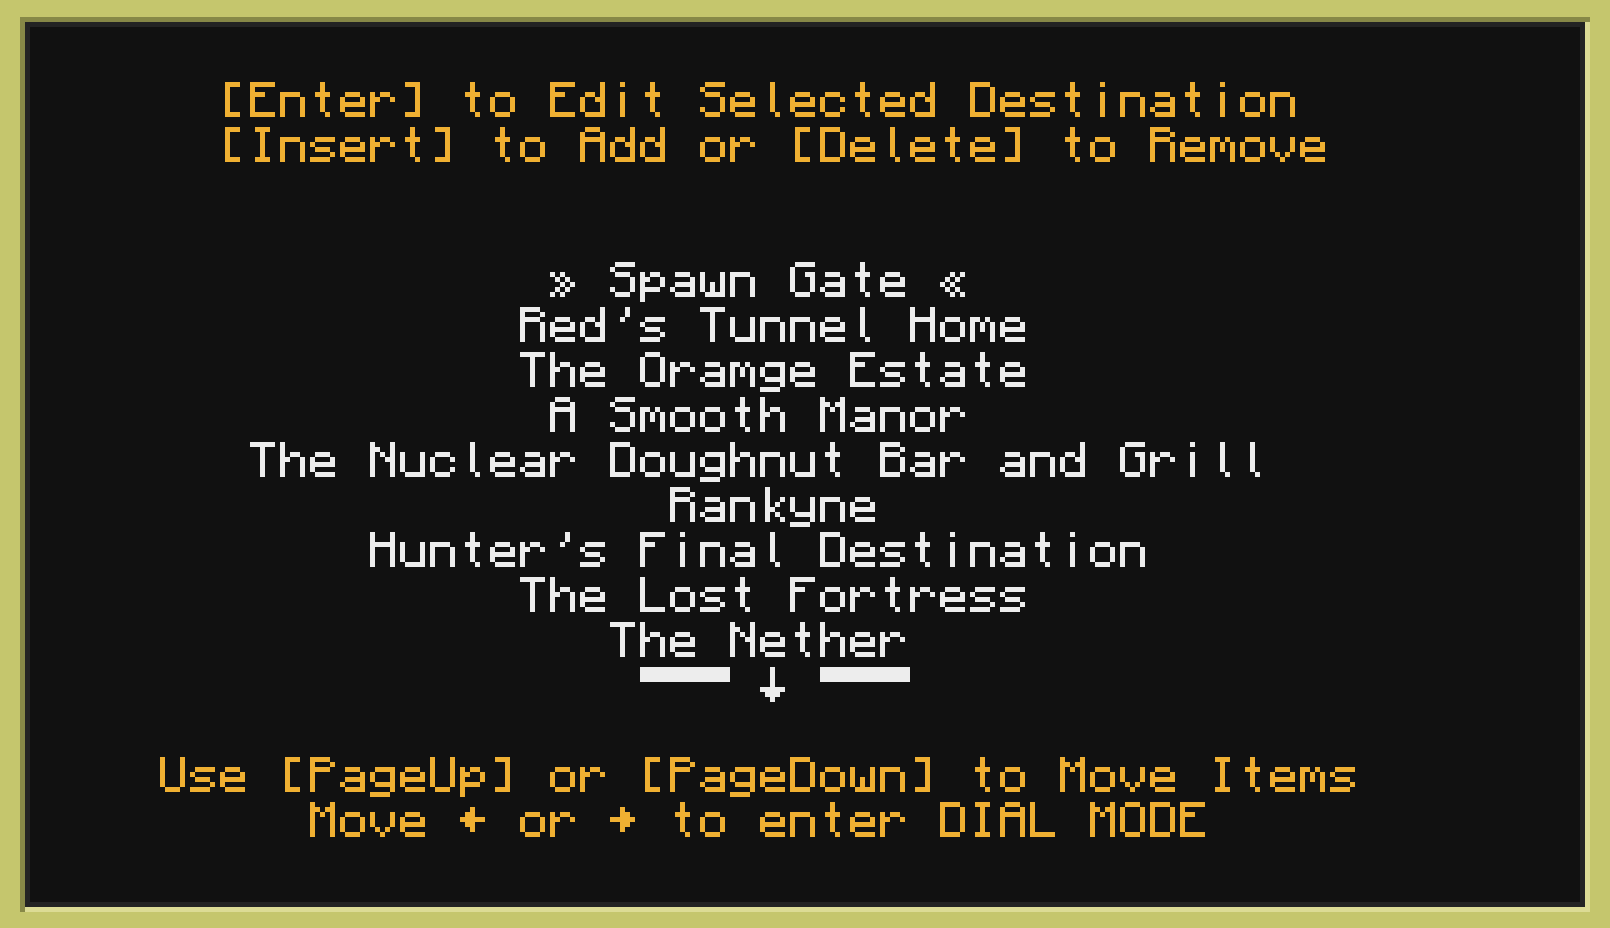 [Enter] to Edit Selected Destination
[Insert] to Add or [Delete] to Remove
» Spawn Gate «
Red's Tunnel Home
The Oramge Estate
A Smooth Manor
The Nuclear Doughnut Bar and Grill
Rankyne
Hunter's Final Destination
The Lost Fortress
The Nether
↓
Use [PageUp] or [PageDown] to Move Items
Move ← or → to enter DIAL MODE